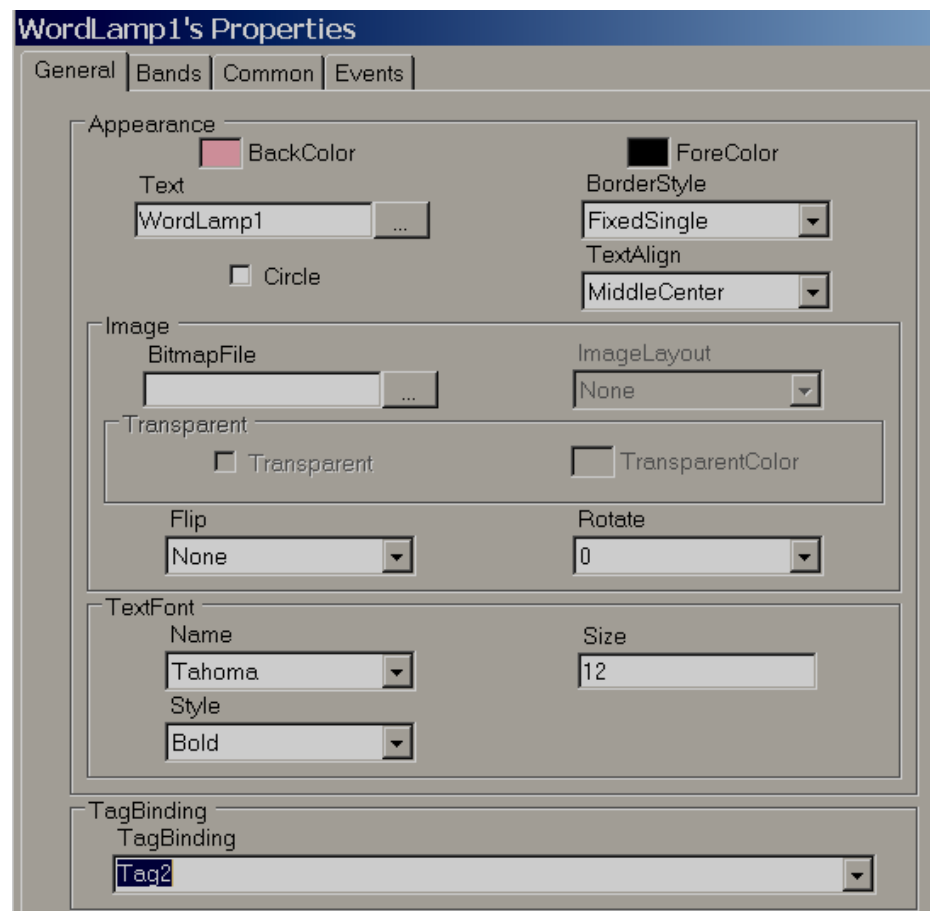 WordLamp1's Properties
General Bands Common Events
Appearance
BackColor ForeColor
Text BorderStyle
WordLamp1 ... FixedSingle
TextAlign
Circle MiddleCenter
Image
BitmapFile ImageLayout
... None
Transparent
Transparent TransparentColor
Flip Rotate
None 0
TextFont
Name Size
Tahoma 12
Style
Bold
TagBinding
TagBinding
Tag2